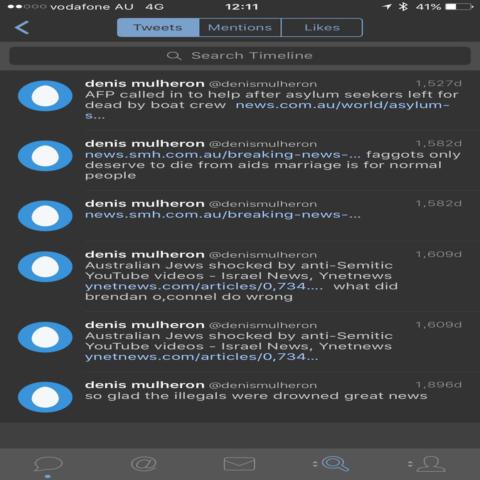 vodafone AU 4G 12:11 41%
Tweets Mentions Likes
Search Timeline
denis mulheron @denismulheron 1,527d
AFP called in to help after asylum seekers left for
dead by boat crew news.com.au/world/asylum-
s...
denis mulheron @denismulheron 1,582d
news.smh.com.au/breaking-news-... faggots only
deserve to die from aids marriage is for normal
people
denis mulheron @denismulheron 1,582d
news.smh.com.au/breaking-news-...
denis mulheron @denismulheron 1,609d
Australian Jews shocked by anti-Semitic
YouTube videos - Israel News, Ynetnews
ynetnews.com/articles/0,734.... what did
brendan o,connel do wrong
denis mulheron @denismulheron 1,609d
Australian Jews shocked by anti-Semitic
YouTube videos - Israel News, Ynetnews
ynetnews.com/articles/0,734...
denis mulheron @denismulheron 1,896d
so glad the illegals were drowned great news